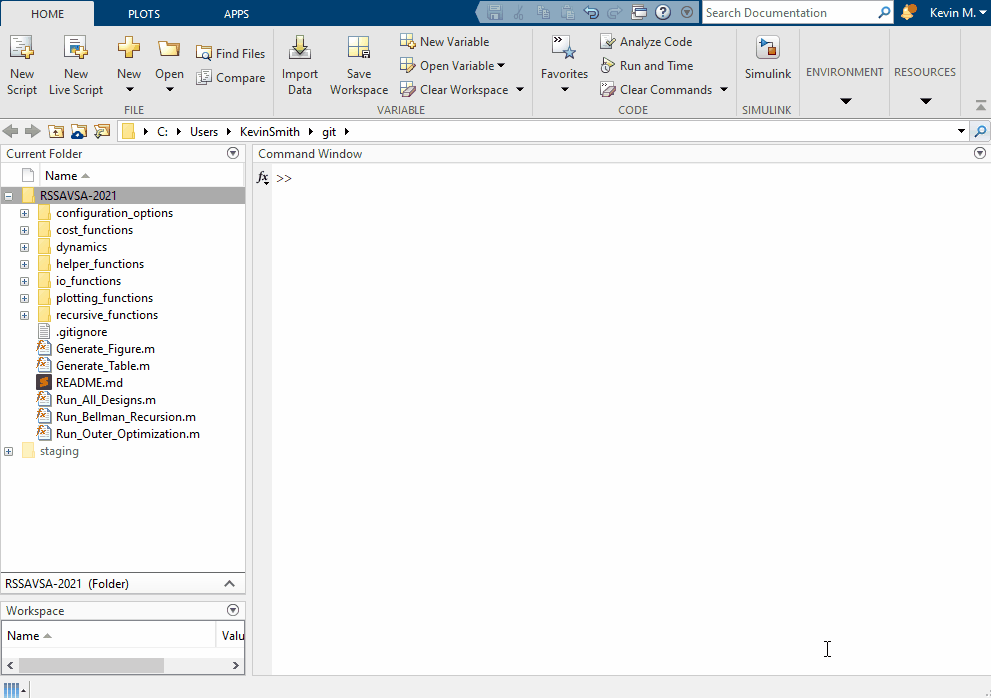 HOME PLOTS APPS Search Documentation Kevin M.
New Script
New Live Script
New
Open
Find Files
Compare
FILE
Import Data
Save Workspace
New Variable
Open Variable
Clear Workspace
VARIABLE
Favorites
Analyze Code
Run and Time
Clear Commands
CODE
Simulink
SIMULINK
ENVIRONMENT
RESOURCES
C: Users KevinSmith git
Current Folder
Name
RSSAVSA-2021
configuration_options
cost_functions
dynamics
helper_functions
io_functions
plotting_functions
recursive_functions
.gitignore
Generate_Figure.m
Generate_Table.m
README.md
Run_All_Designs.m
Run_Bellman_Recursion.m
Run_Outer_Optimization.m
staging
RSSAVSA-2021 (Folder)
Workspace
Name Valu
Command Window
fx >>